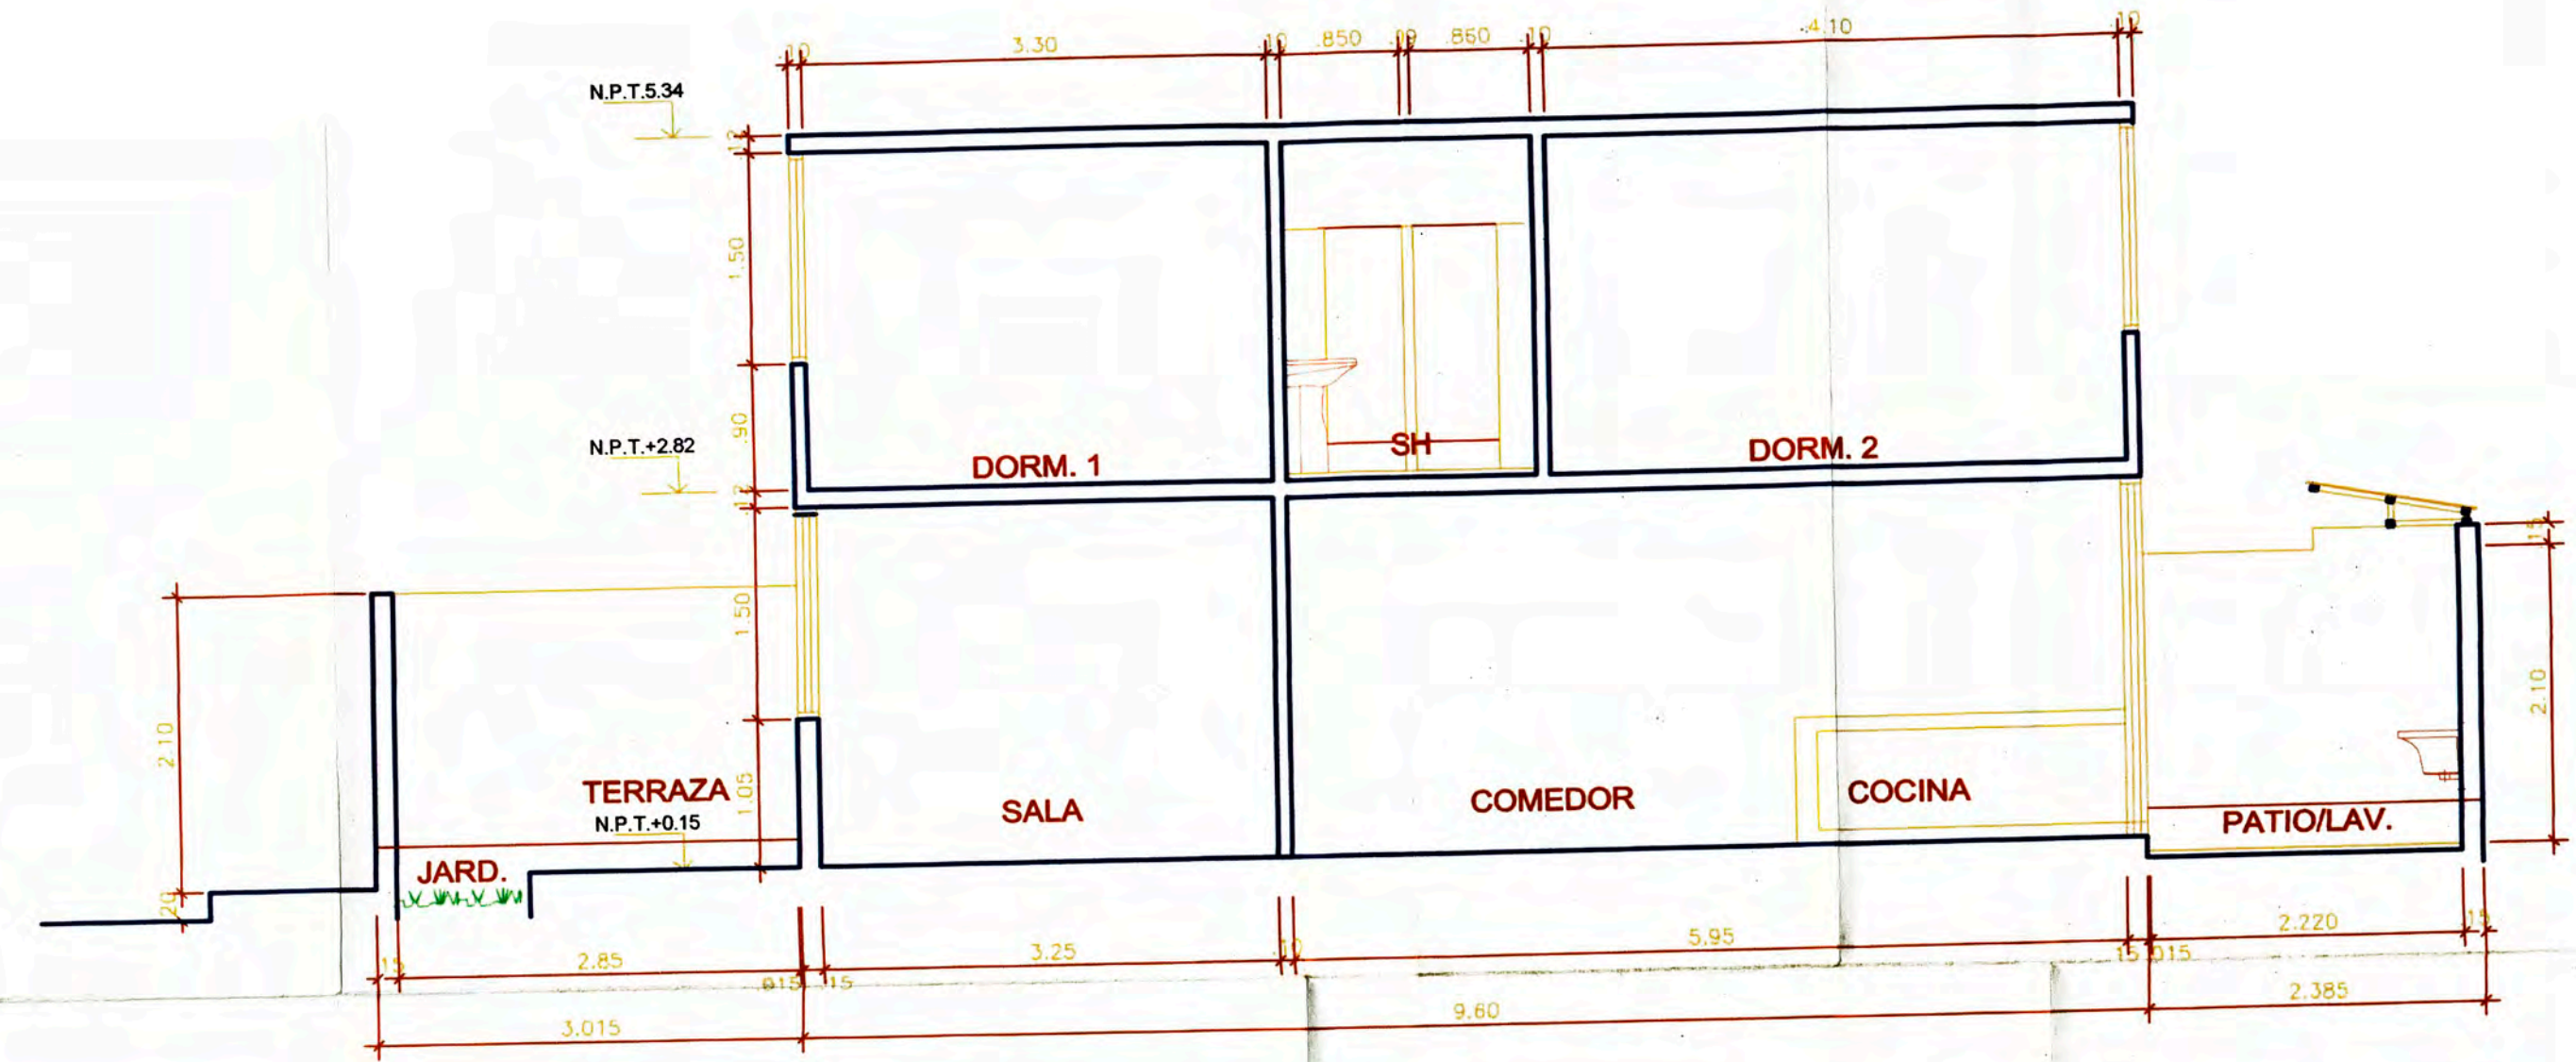 .10 3.30 .10 .850 .09 .860 .10 4.10 .10
N.P.T.5.34
.12
1.50
N.P.T.+2.82
.90
.12
DORM. 1
SH
DORM. 2
1.50
.15
2.10
2.10
TERRAZA
N.P.T.+0.15
1.05
SALA
COMEDOR
COCINA
PATIO/LAV.
JARD.
.20
.15 2.85 .015 .15 3.25 .10 5.95 .15 .015 2.220 .15
3.015 9.60 2.385